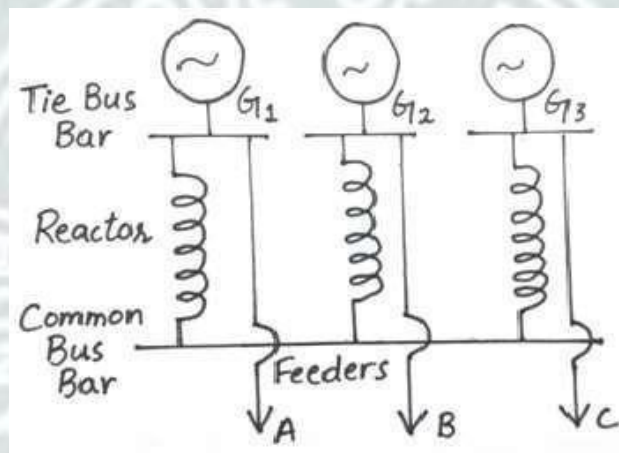 G1
G2
G3
Tie Bus
Bar
Reactor
Common
Bus
Bar
Feeders
A
B
C